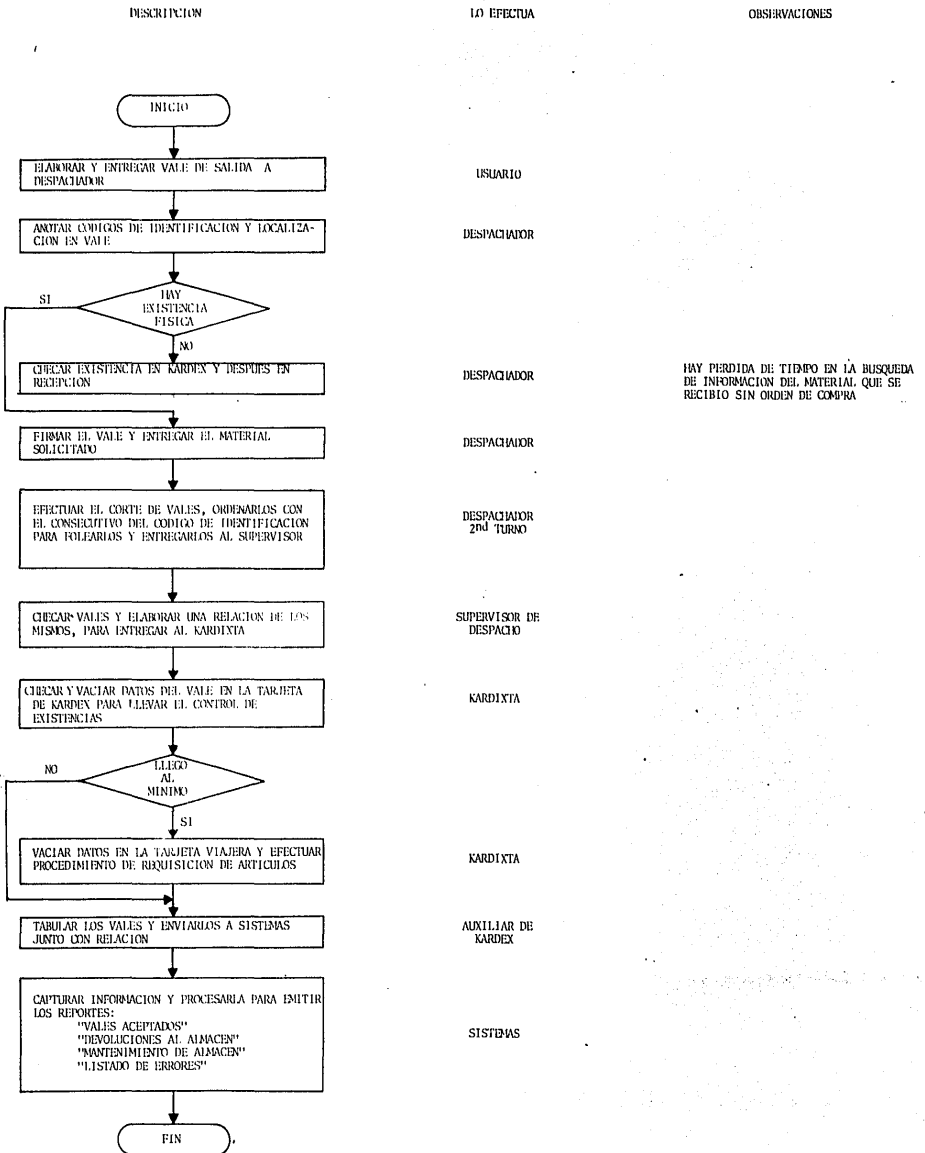 DESCRIPCION LO EFECTUA OBSERVACIONES
INICIO
ELABORAR Y ENTREGAR VALE DE SALIDA A
DESPACHADOR
USUARIO
ANOTAR CODIGOS DE IDENTIFICACION Y LOCALIZA-
CION EN VALE
DESPACHADOR
HAY
EXISTENCIA
FISICA
SI
NO
CHECAR EXISTENCIA EN KARDEX Y DESPUES EN
RECEPCION
DESPACHADOR
HAY PERDIDA DE TIEMPO EN LA BUSQUEDA
DE INFORMACION DEL MATERIAL QUE SE
RECIBIO SIN ORDEN DE COMPRA
FIRMAR EL VALE Y ENTREGAR EL MATERIAL
SOLICITADO
DESPACHADOR
EFECTUAR EL CORTE DE VALES, ORDENARLOS CON
EL CONSECUTIVO DEL CODIGO DE IDENTIFICACION
PARA FOLEARLOS Y ENTREGARLOS AL SUPERVISOR
DESPACHADOR
2nd TURNO
CHECAR VALES Y ELABORAR UNA RELACION DE LOS
MISMOS, PARA ENTREGAR AL KARDIXTA
SUPERVISOR DE
DESPACHO
CHECAR Y VACIAR DATOS DEL VALE EN LA TARJETA
DE KARDEX PARA LLEVAR EL CONTROL DE
EXISTENCIAS
KARDIXTA
LLEGO
AL
MINIMO
NO
SI
VACIAR DATOS EN LA TARJETA VIAJERA Y EFECTUAR
PROCEDIMIENTO DE REQUISICION DE ARTICULOS
KARDIXTA
TABULAR LOS VALES Y ENVIARLOS A SISTEMAS
JUNTO CON RELACION
AUXILIAR DE
KARDEX
CAPTURAR INFORMACION Y PROCESARLA PARA EMITIR
LOS REPORTES:
"VALES ACEPTADOS"
"DEVOLUCIONES AL ALMACEN"
"MANTENIMIENTO DE ALMACEN"
"LISTADO DE ERRORES"
SISTEMAS
FIN